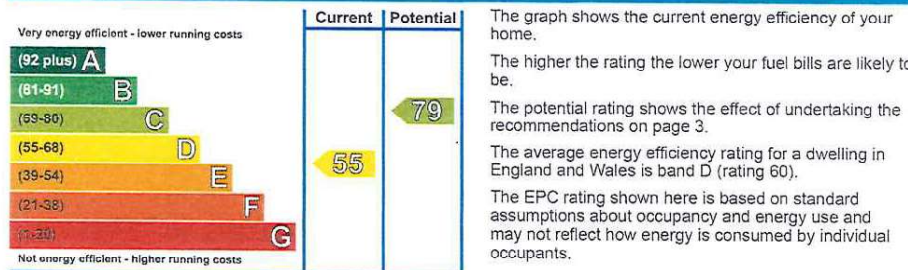 Current Potential
Very energy efficient - lower running costs
(92 plus) A
(81-91) B
(69-80) C
(55-68) D
(39-54) E
(21-38) F
(1-20) G
Not energy efficient - higher running costs
55
79
The graph shows the current energy efficiency of your
home.
The higher the rating the lower your fuel bills are likely to
be.
The potential rating shows the effect of undertaking the
recommendations on page 3.
The average energy efficiency rating for a dwelling in
England and Wales is band D (rating 60).
The EPC rating shown here is based on standard
assumptions about occupancy and energy use and
may not reflect how energy is consumed by individual
occupants.